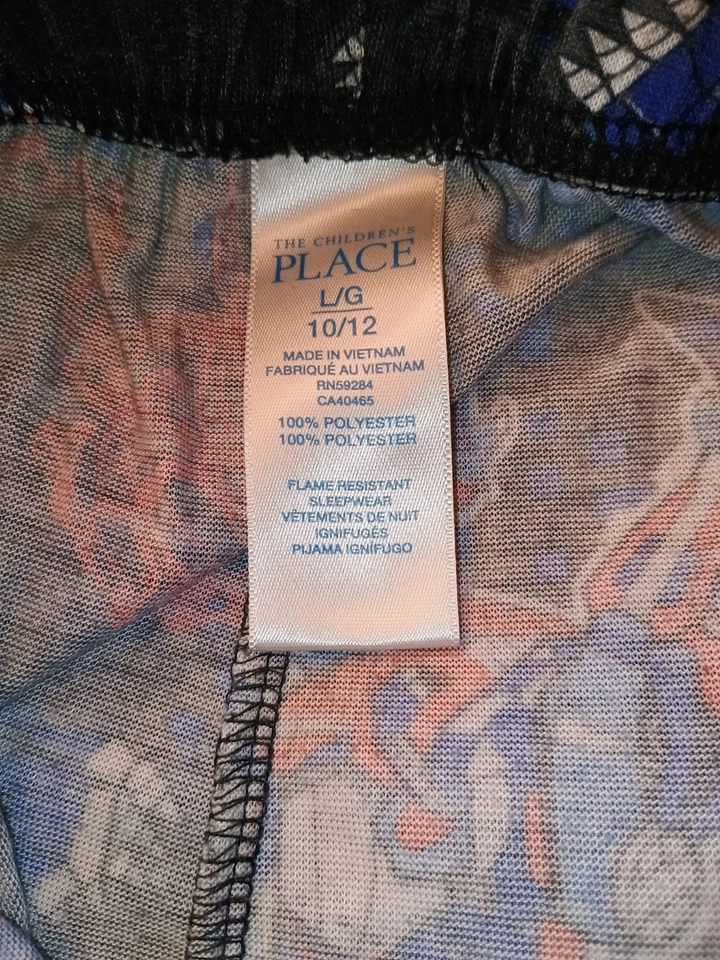 THE CHILDREN'S
PLACE
L/G
10/12
MADE IN VIETNAM
FABRIQUÉ AU VIETNAM
RN59284
CA40465
100% POLYESTER
100% POLYESTER
FLAME RESISTANT
SLEEPWEAR
VÊTEMENTS DE NUIT
IGNIFUGÉS
PIJAMA IGNÍFUGO